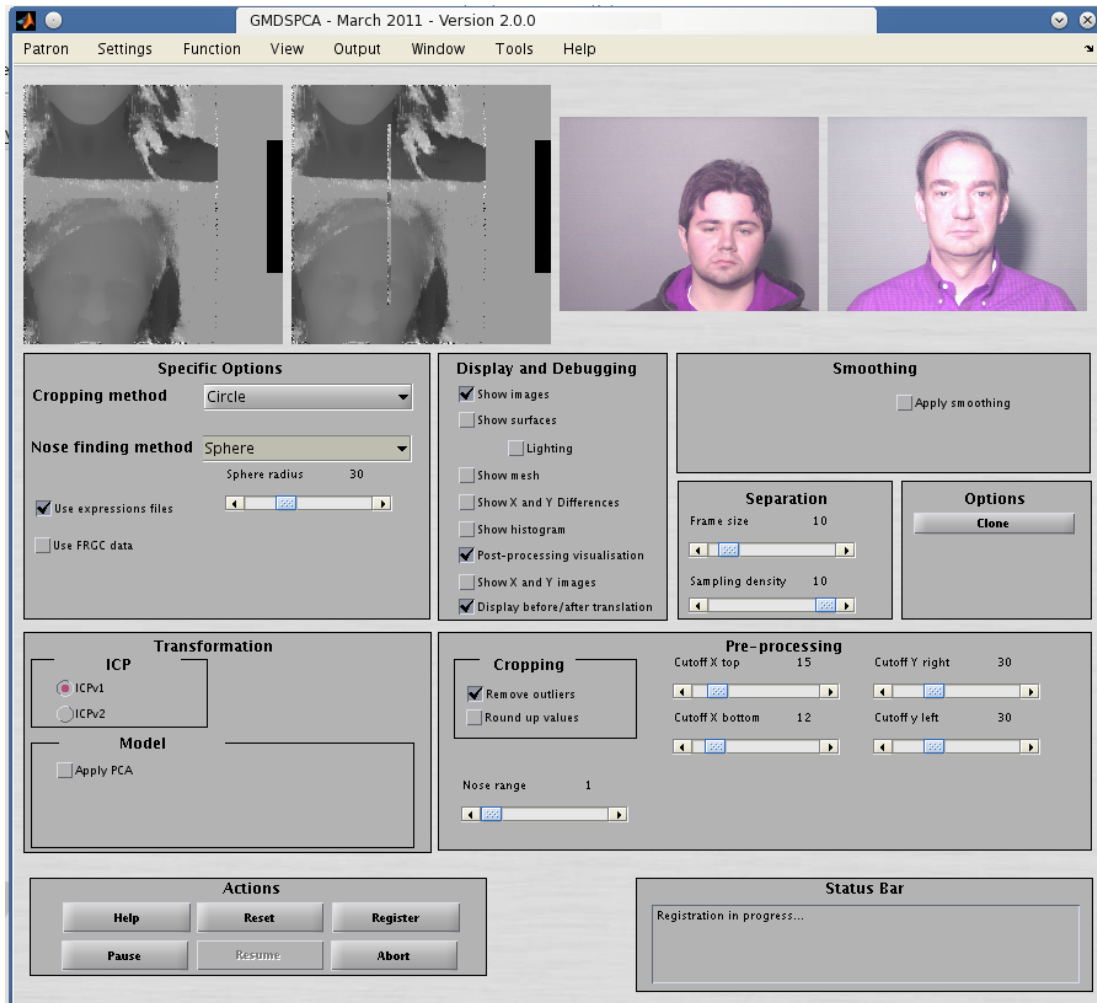 GMDSPCA - March 2011 - Version 2.0.0
Patron Settings Function View Output Window Tools Help
Specific Options
Cropping method Circle
Nose finding method Sphere
Sphere radius 30
Use expressions files
Use FRGC data
Display and Debugging
Show images
Show surfaces
Lighting
Show mesh
Show X and Y Differences
Show histogram
Post-processing visualisation
Show X and Y images
Display before/after translation
Smoothing
Apply smoothing
Separation
Frame size 10
Sampling density 10
Options
Clone
Transformation
ICP
ICPv1
ICPv2
Model
Apply PCA
Pre-processing
Cropping
Remove outliers
Round up values
Cutoff X top 15
Cutoff Y right 30
Cutoff X bottom 12
Cutoff y left 30
Nose range 1
Actions
Help Reset Register
Pause Resume Abort
Status Bar
Registration in progress...